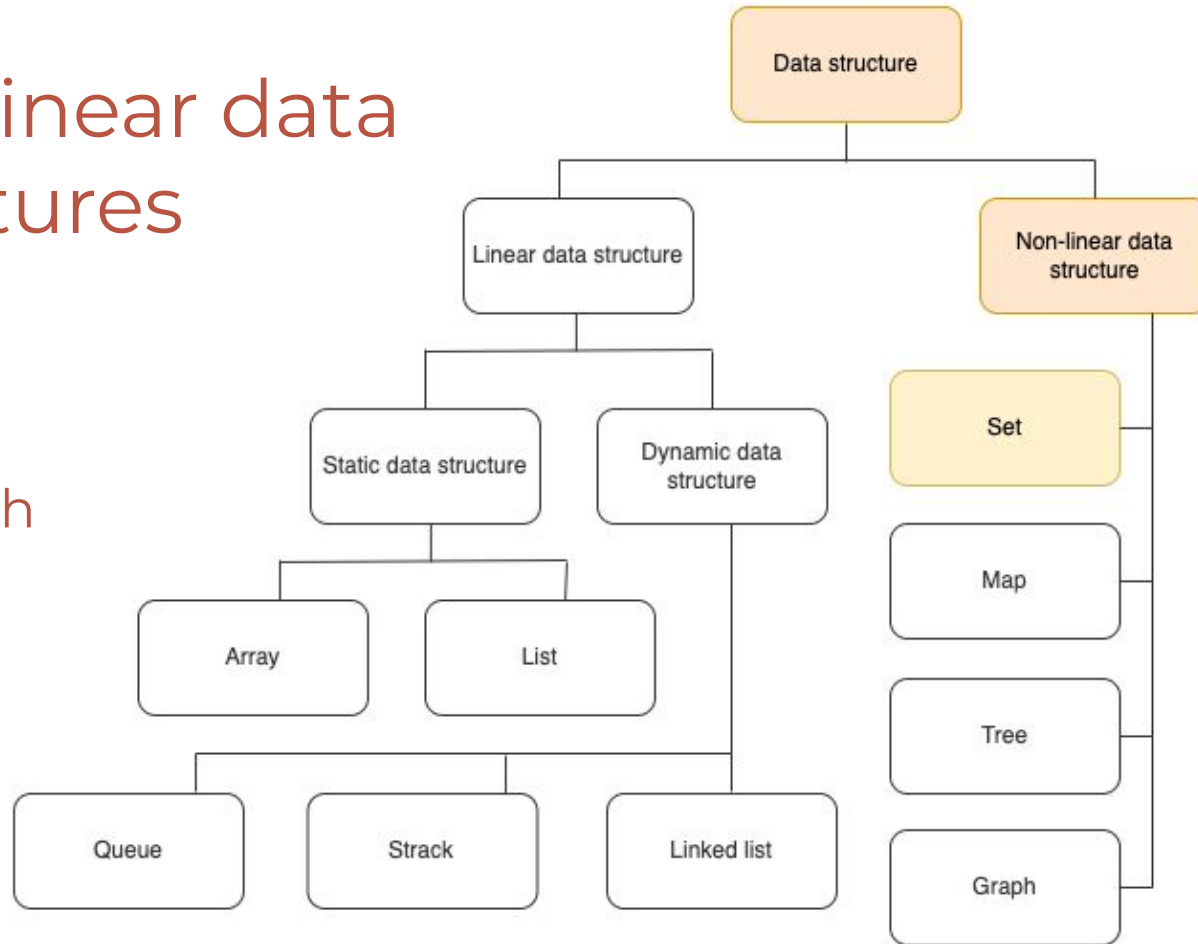 inear data
tures
h
Data structure
Linear data structure
Non-linear data
structure
Static data structure
Dynamic data
structure
Set
Map
Array
List
Tree
Queue
Strack
Linked list
Graph